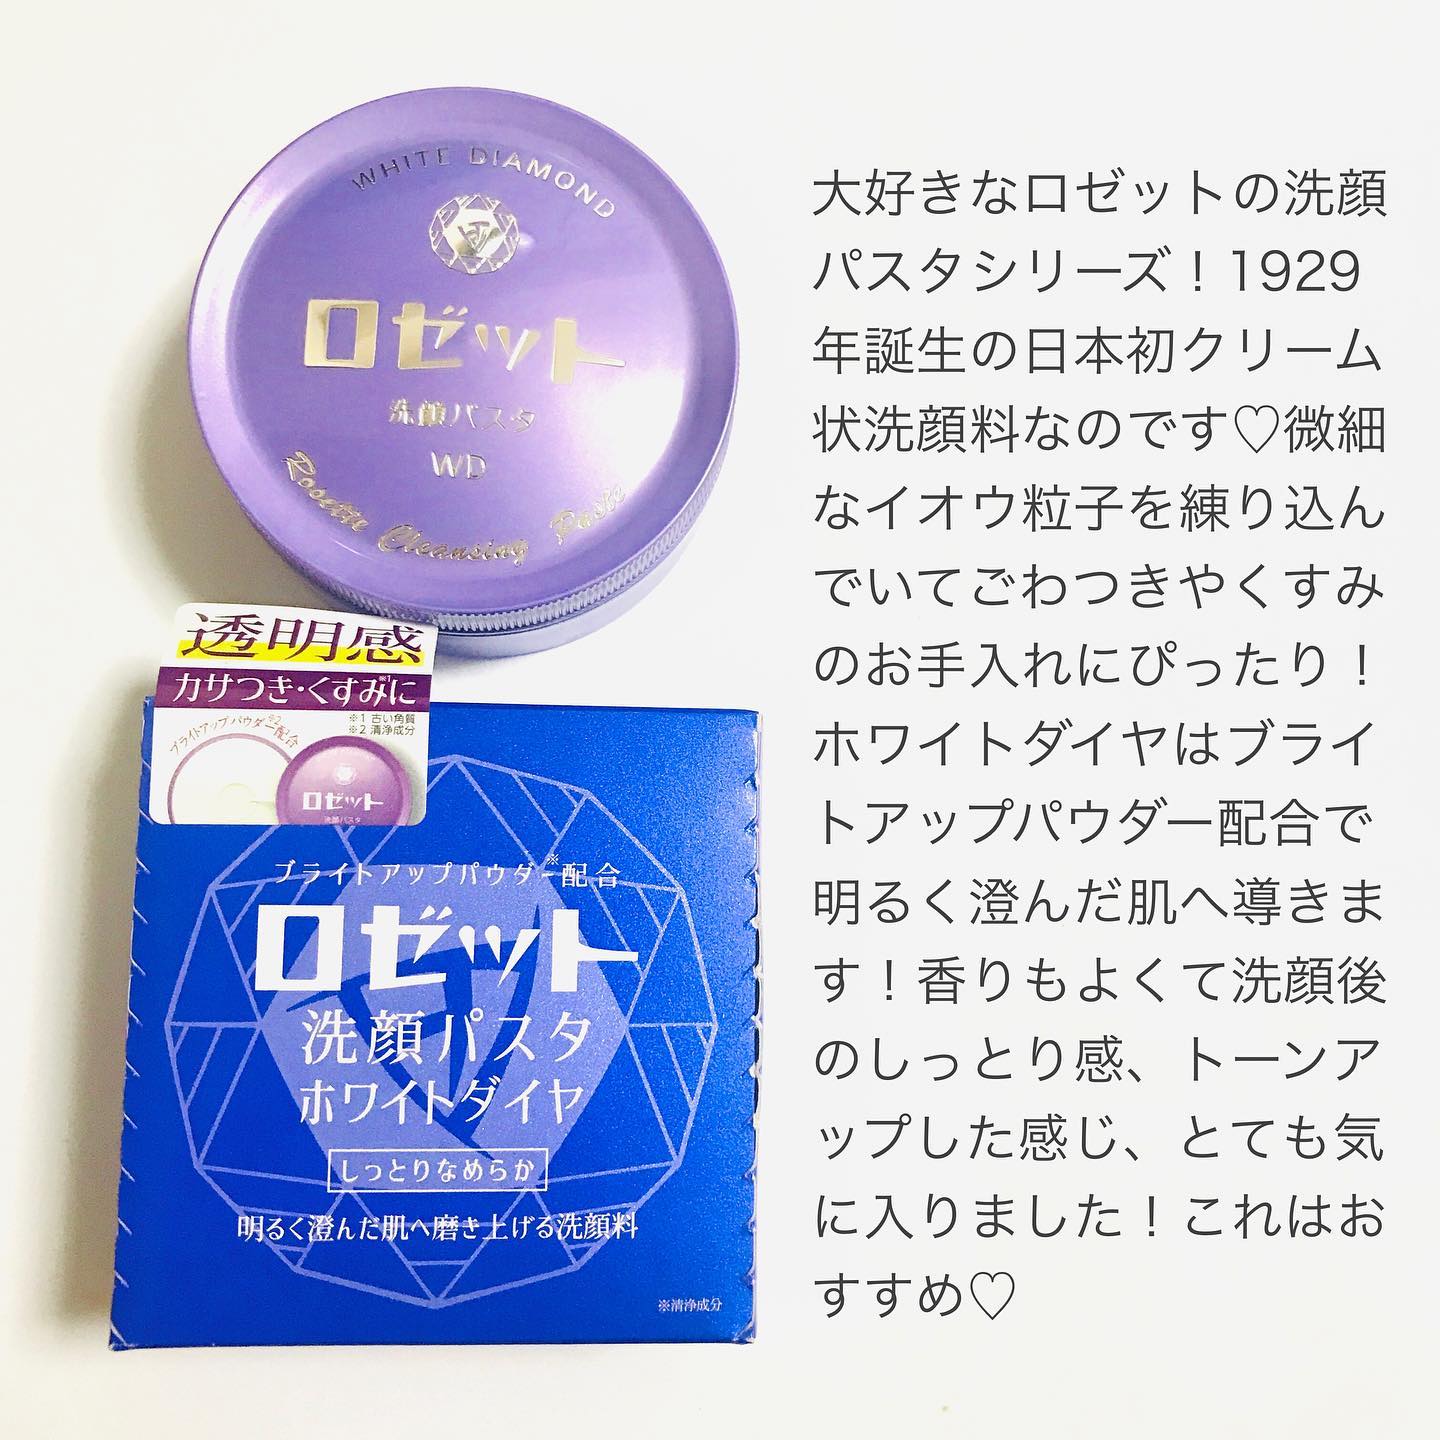 WHITE DIAMOND
ロゼット
洗顔パスタ
WD
Rosette Cleansing Paste
透明感
カサつき・くすみ※1に
ブライトアップパウダー※2配合
※1 古い角質
※2 清浄成分
ロゼット
洗顔パスタ
ブライトアップパウダー※配合
ロゼット
洗顔パスタ
ホワイトダイヤ
しっとりなめらか
明るく澄んだ肌へ磨き上げる洗顔料
※清浄成分
大好きなロゼットの洗顔
パスタシリーズ！1929
年誕生の日本初クリーム
状洗顔料なのです♡微細
なイオウ粒子を練り込ん
でいてごわつきやくすみ
のお手入れにぴったり！
ホワイトダイヤはブライ
トアップパウダー配合で
明るく澄んだ肌へ導きま
す！香りもよくて洗顔後
のしっとり感、トーンア
ップした感じ、とても気
に入りました！これはお
すすめ♡